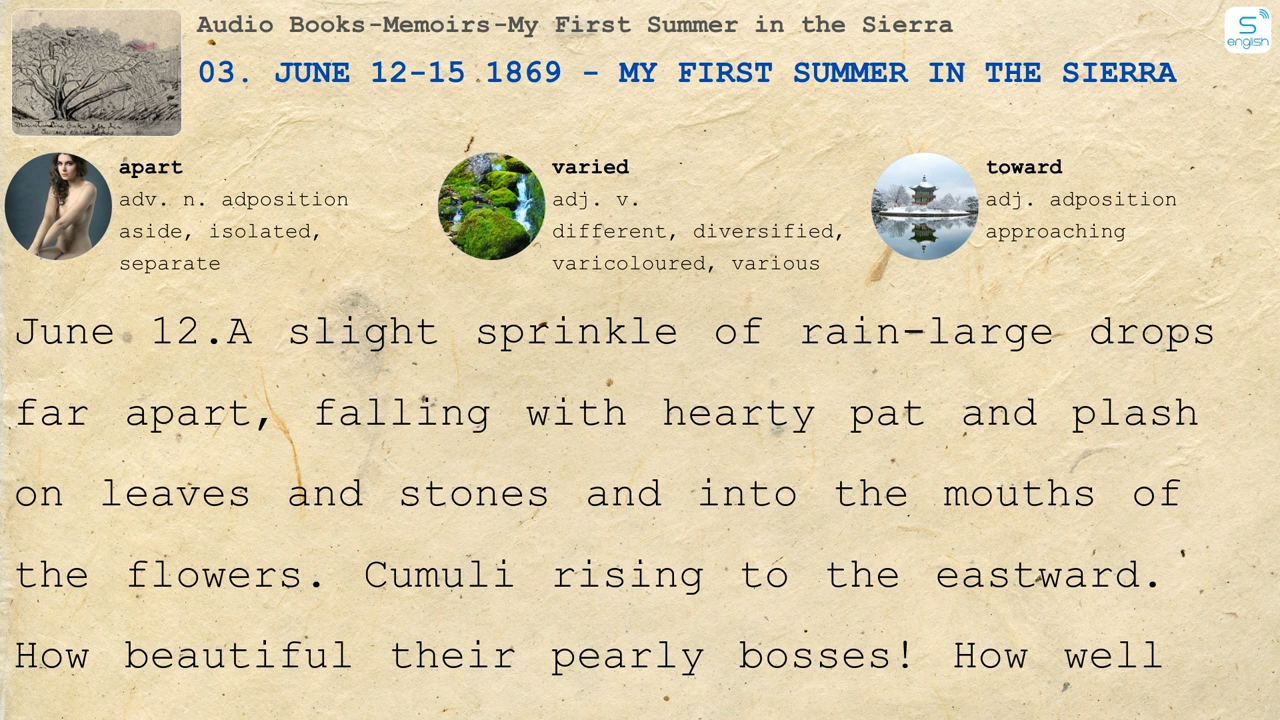 Audio Books-Memoirs-My First Summer in the Sierra
03. JUNE 12-15 1869 - MY FIRST SUMMER IN THE SIERRA
S
english
apart
adv. n. adposition
aside, isolated,
separate
varied
adj. v.
different, diversified,
varicoloured, various
toward
adj. adposition
approaching
June 12.A slight sprinkle of rain-large drops
far apart, falling with hearty pat and plash
on leaves and stones and into the mouths of
the flowers. Cumuli rising to the eastward.
How beautiful their pearly bosses! How well